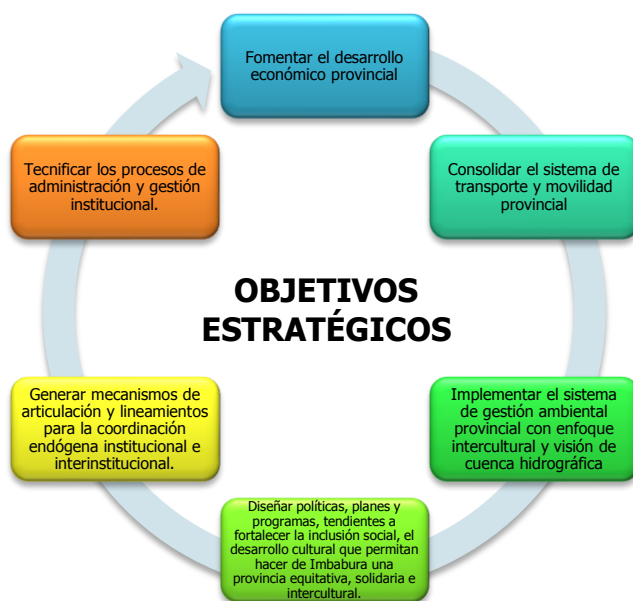 Fomentar el desarrollo
económico provincial
Consolidar el sistema de
transporte y movilidad
provincial
Implementar el sistema
de gestión ambiental
provincial con enfoque
intercultural y visión de
cuenca hidrográfica
Diseñar políticas, planes y
programas, tendientes a
fortalecer la inclusión social, el
desarrollo cultural que permitan
hacer de Imbabura una
provincia equitativa, solidaria e
intercultural.
Generar mecanismos de
articulación y lineamientos
para la coordinación
endógena institucional e
interinstitucional.
Tecnificar los procesos de
administración y gestión
institucional.
OBJETIVOS
ESTRATÉGICOS